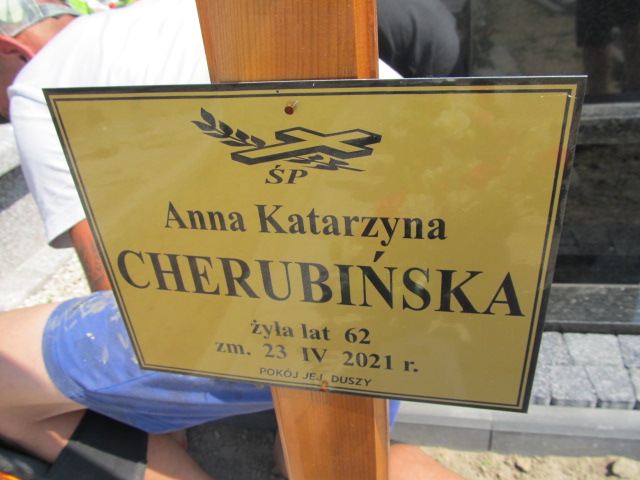 ŚP
Anna Katarzyna
CHERUBIŃSKA
żyła lat 62
zm. 23 IV 2021 r.
POKÓJ JEJ DUSZY